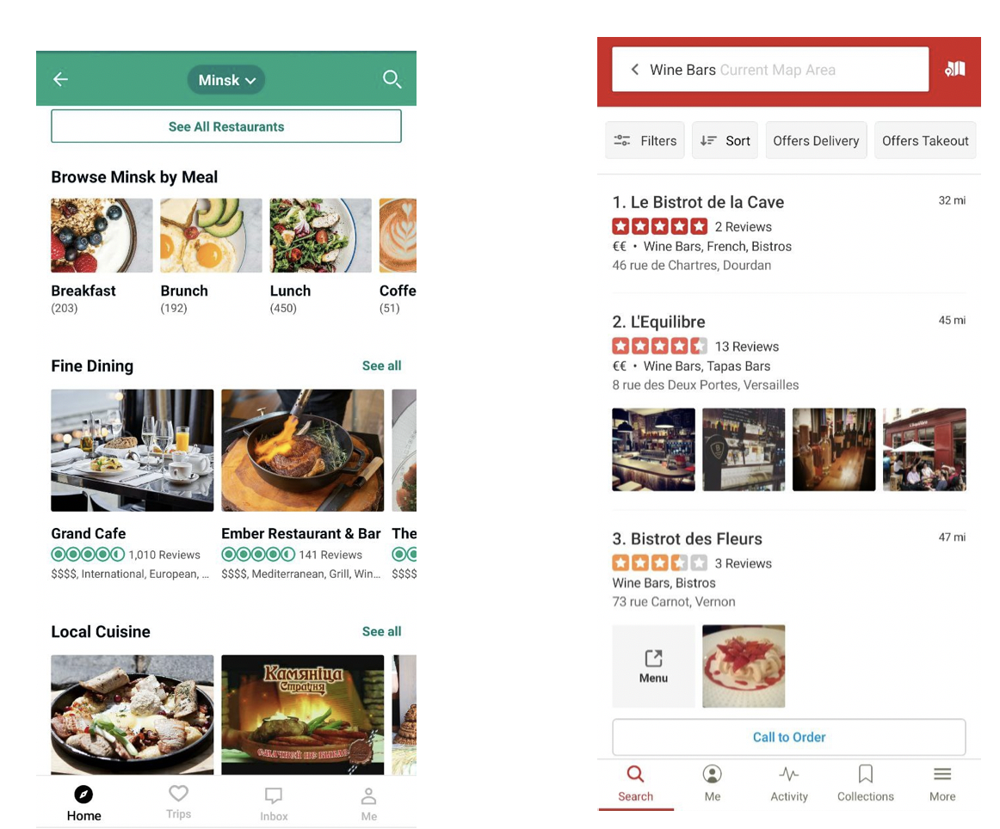 Minsk
See All Restaurants
Browse Minsk by Meal
Breakfast
(203)
Brunch
(192)
Lunch
(450)
Coffe
(51)
Fine Dining
See all
Grand Cafe
1,010 Reviews
$$$$, International, European, ...
Ember Restaurant & Bar
141 Reviews
$$$$, Mediterranean, Grill, Win...
The
$$$$
Local Cuisine
See all
Камянiца
Страўня
СМАЧНЕЙ НЕ БЫВАЕ
Home
Trips
Inbox
Me
Wine Bars Current Map Area
Filters
Sort
Offers Delivery
Offers Takeout
1. Le Bistrot de la Cave
32 mi
2 Reviews
€€ • Wine Bars, French, Bistros
46 rue de Chartres, Dourdan
2. L'Equilibre
45 mi
13 Reviews
€€ • Wine Bars, Tapas Bars
8 rue des Deux Portes, Versailles
3. Bistrot des Fleurs
47 mi
3 Reviews
Wine Bars, Bistros
73 rue Carnot, Vernon
Menu
Call to Order
Search
Me
Activity
Collections
More